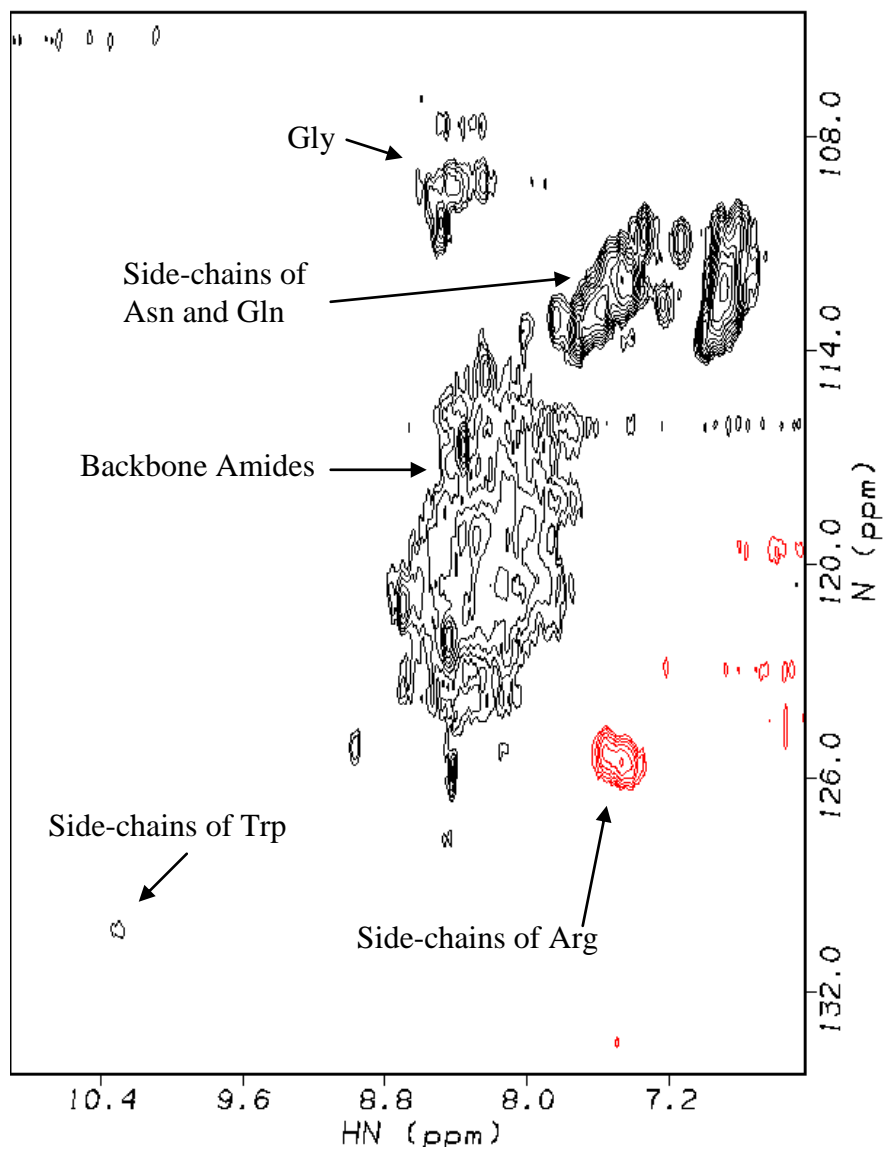 Gly
108.0
Side-chains of
Asn and Gln
114.0
Backbone Amides
N (ppm)
120.0
126.0
Side-chains of Trp
Side-chains of Arg
132.0
10.4 9.6 8.8 8.0 7.2
HN (ppm)